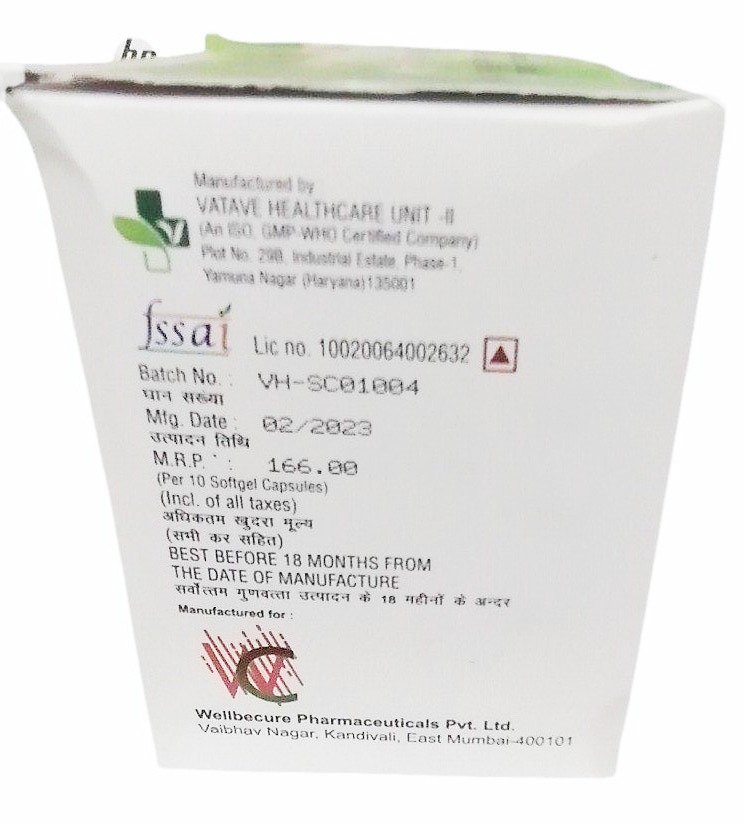 Manufactured by
VATAVE HEALTHCARE UNIT -II
(An ISO, GMP-WHO Certified Company)
Plot No. 29B, Industrial Estate, Phase-1,
Yamuna Nagar (Haryana)135001
fssai
Lic no. 10020064002632
Batch No. : VH-SC01004
घान सख्या
Mfg. Date : 02/2023
उत्पादन तिथि
M.R.P. : 166.00
(Per 10 Softgel Capsules)
(Incl. of all taxes)
अधिकतम खुदरा मूल्य
(सभी कर सहित)
BEST BEFORE 18 MONTHS FROM
THE DATE OF MANUFACTURE
सर्वोत्तम गुणवत्ता उत्पादन के 18 महीनों के अन्दर
Manufactured for :
WC
Wellbecure Pharmaceuticals Pvt. Ltd.
Vaibhav Nagar, Kandivali, East Mumbai-400101